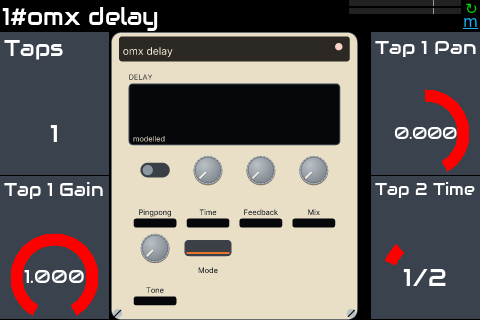 1#omx delay
↻
m
Taps
1
Tap 1 Gain
1.000
omx delay
DELAY
modelled
Pingpong
Time
Feedback
Mix
Mode
Tone
Tap 1 Pan
0.000
Tap 2 Time
1/2